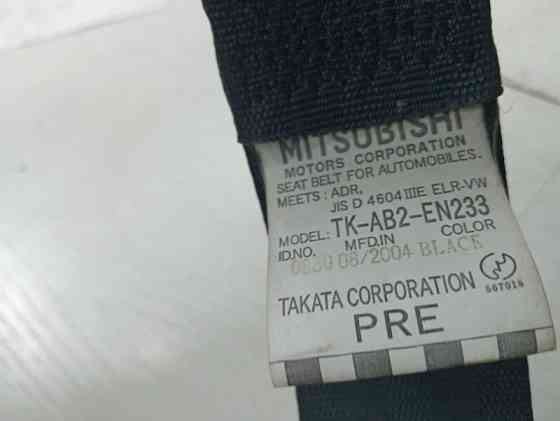 MITSUBISHI
MOTORS CORPORATION
SEAT BELT FOR AUTOMOBILES.
MEETS : ADR,
JIS D 4604 IIIE ELR-VW
MODEL: TK-AB2-EN233
ID.NO. MFD.IN COLOR
08/2004 BLACK
TAKATA CORPORATION
567018
PRE